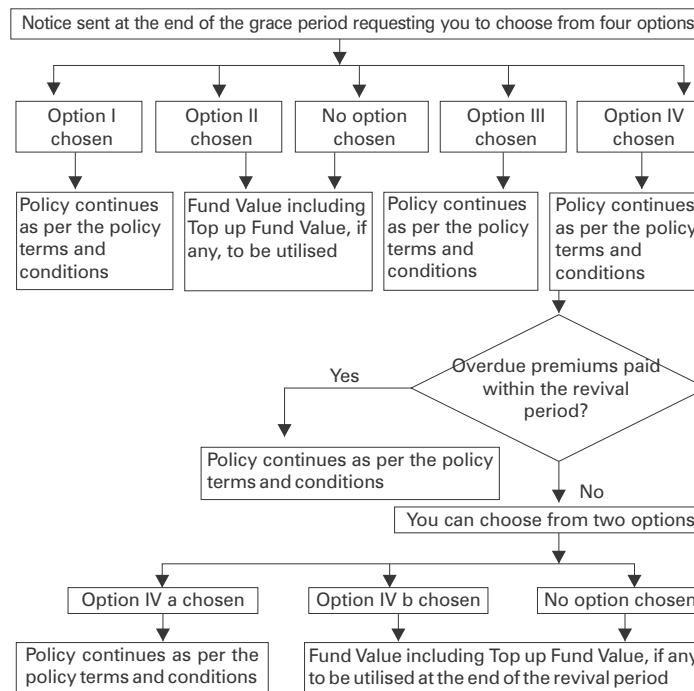 Notice sent at the end of the grace period requesting you to choose from four options
Option I
chosen
Option II
chosen
No option
chosen
Option III
chosen
Option IV
chosen
Policy continues
as per the policy
terms and
conditions
Fund Value including
Top up Fund Value, if
any, to be utilised
Policy continues
as per the policy
terms and
conditions
Policy continues
as per the policy
terms and
conditions
Overdue premiums paid
within the revival
period?
Yes
Policy continues as per the policy
terms and conditions
No
You can choose from two options
Option IV a chosen
Option IV b chosen
No option chosen
Policy continues as per the
policy terms and conditions
Fund Value including Top up Fund Value, if any
to be utilised at the end of the revival period